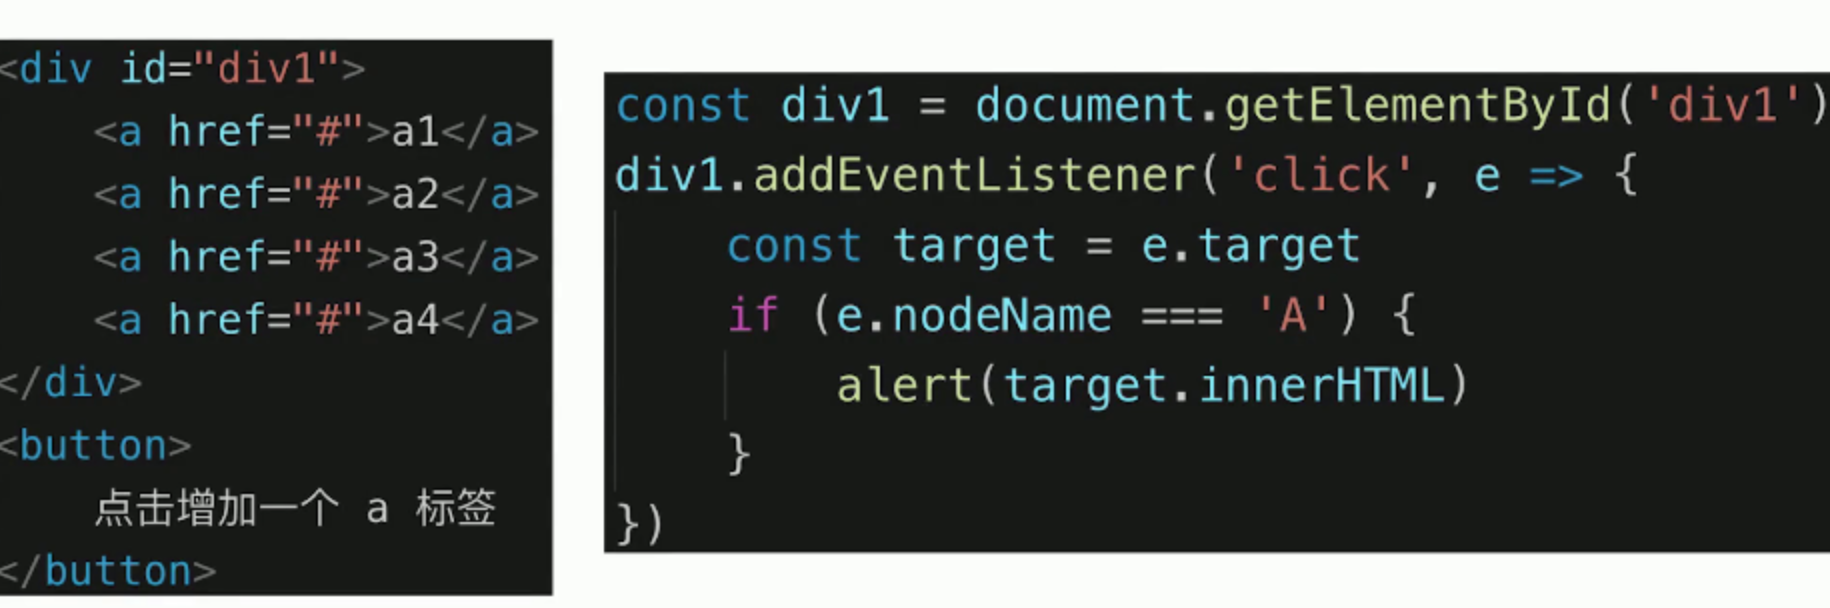 <div id="div1">
<a href="#">a1</a>
<a href="#">a2</a>
<a href="#">a3</a>
<a href="#">a4</a>
</div>
<button>
点击增加一个 a 标签
</button>
const div1 = document.getElementById('div1')
div1.addEventListener('click', e => {
const target = e.target
if (e.nodeName === 'A') {
alert(target.innerHTML)
}
})